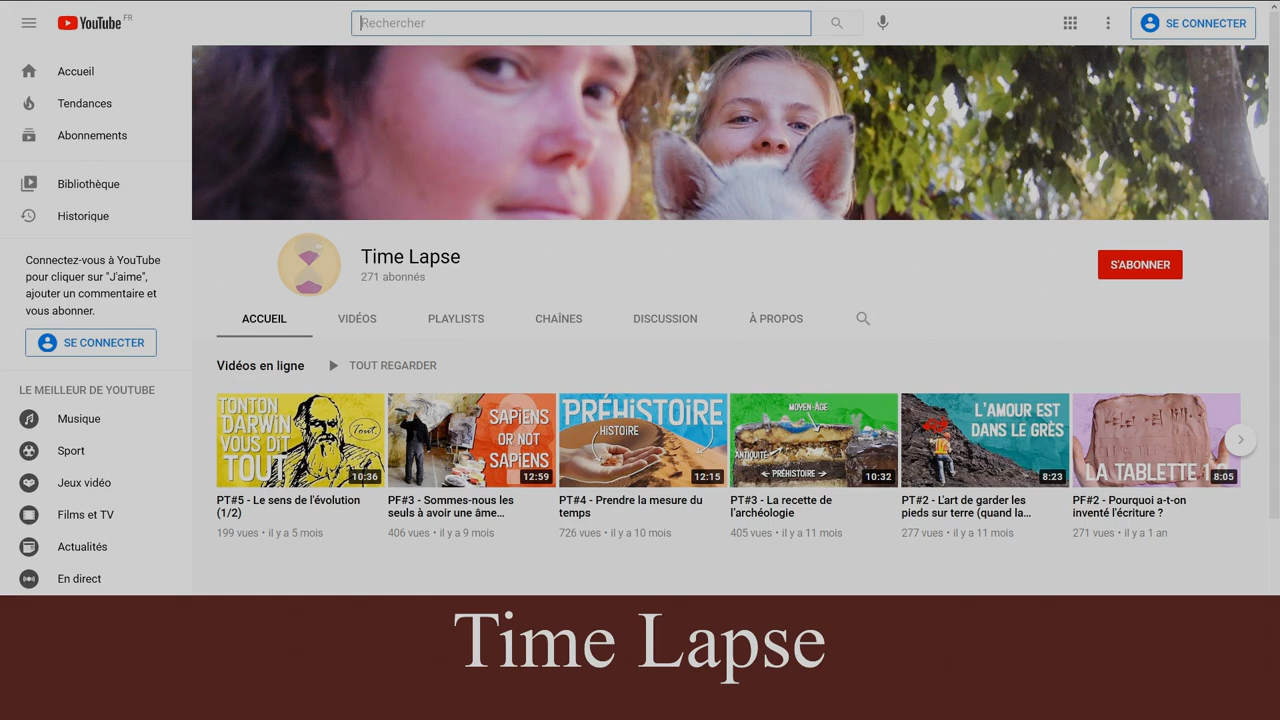 YouTube FR
Rechercher
SE CONNECTER
Accueil
Tendances
Abonnements
Bibliothèque
Historique
Connectez-vous à YouTube
pour cliquer sur "J'aime",
ajouter un commentaire et
vous abonner.
SE CONNECTER
LE MEILLEUR DE YOUTUBE
Musique
Sport
Jeux vidéo
Films et TV
Actualités
En direct
Time Lapse
271 abonnés
S'ABONNER
ACCUEIL VIDÉOS PLAYLISTS CHAÎNES DISCUSSION À PROPOS
Vidéos en ligne TOUT REGARDER
TONTON
DARWIN
VOUS DIT
TOUT
Tout.
10:36
PT#5 - Le sens de l'évolution
(1/2)
199 vues • il y a 5 mois
SAPiENS
OR NOT
SAPiENS
12:59
PF#3 - Sommes-nous les
seuls à avoir une âme…
406 vues • il y a 9 mois
PRÉHiSTOiRE
HISTOIRE
12:15
PT#4 - Prendre la mesure du
temps
726 vues • il y a 10 mois
MOYEN-ÂGE
ANTIQUITÉ
PRÉHISTOIRE
10:32
PT#3 - La recette de
l'archéologie
405 vues • il y a 11 mois
L'AMOUR EST
DANS LE GRÈS
8:23
PT#2 - L'art de garder les
pieds sur terre (quand la…
277 vues • il y a 11 mois
LA TABLETTE 1
8:05
PF#2 - Pourquoi a-t-on
inventé l'écriture ?
271 vues • il y a 1 an
Time Lapse